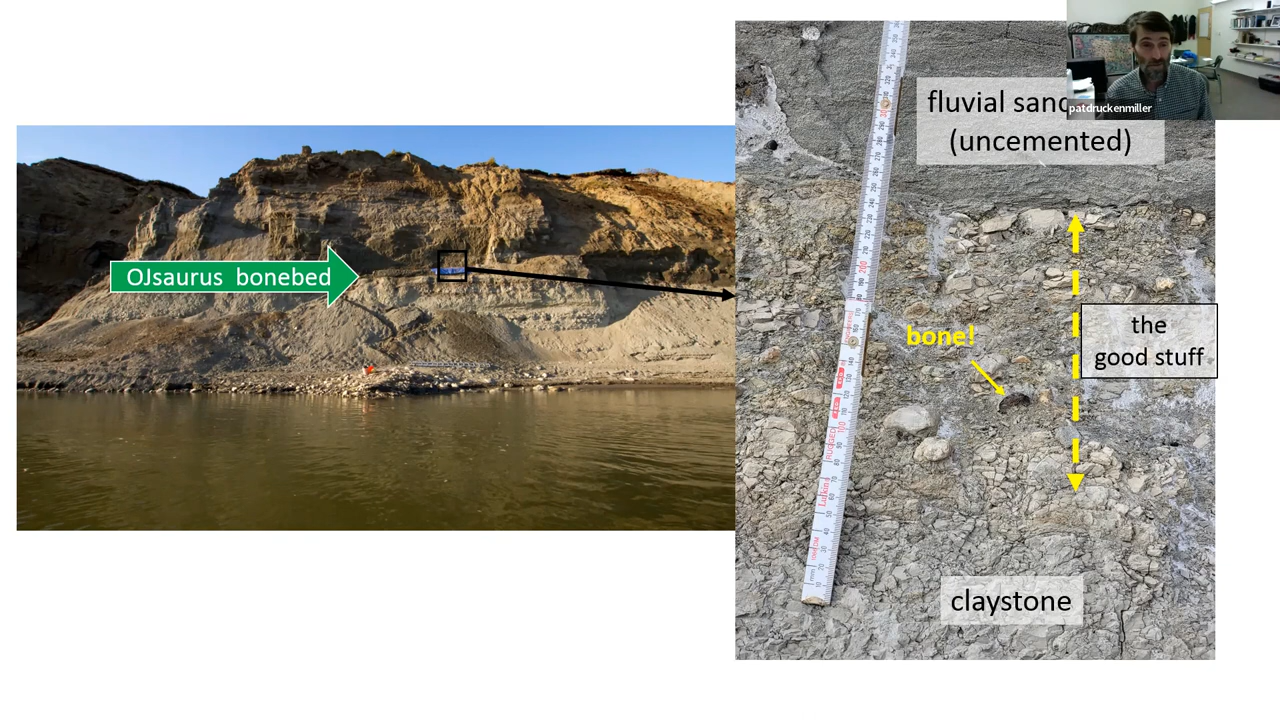 OJsaurus bonebed
fluvial sand
(uncemented)
patdruckenmiller
bone!
the
good stuff
claystone